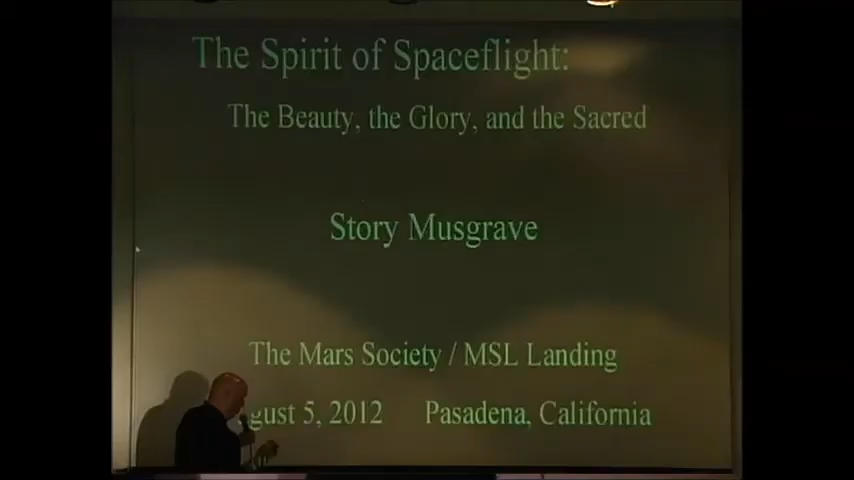 The Spirit of Spaceflight:
The Beauty, the Glory, and the Sacred
Story Musgrave
The Mars Society / MSL Landing
gust 5, 2012 Pasadena, California